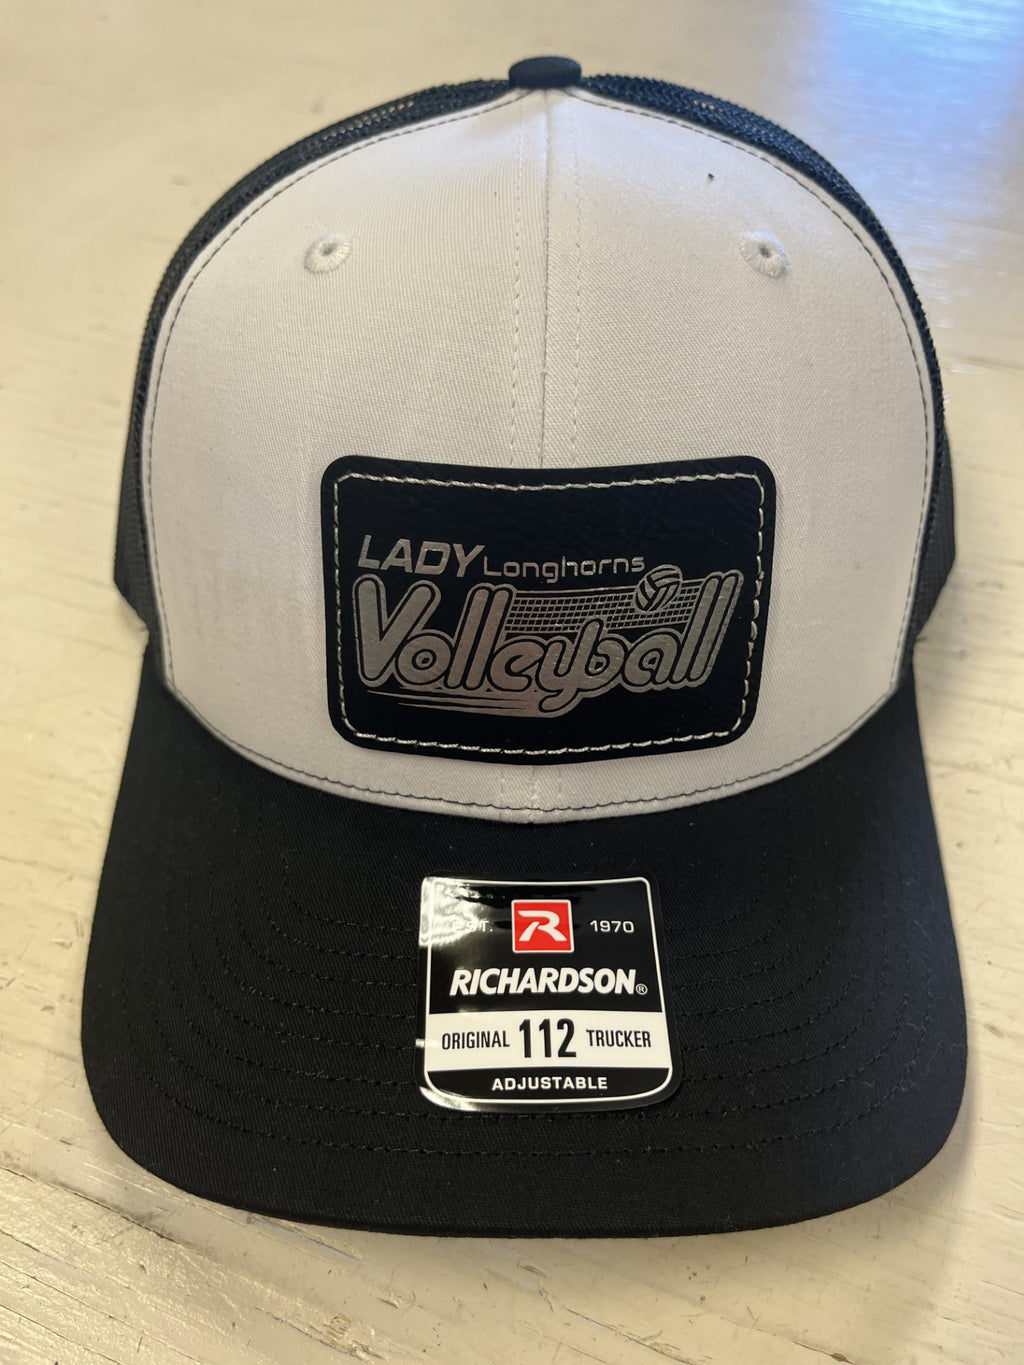 LADY Longhorns
Volleyball
EST. R 1970
RICHARDSON®
ORIGINAL 112 TRUCKER
ADJUSTABLE